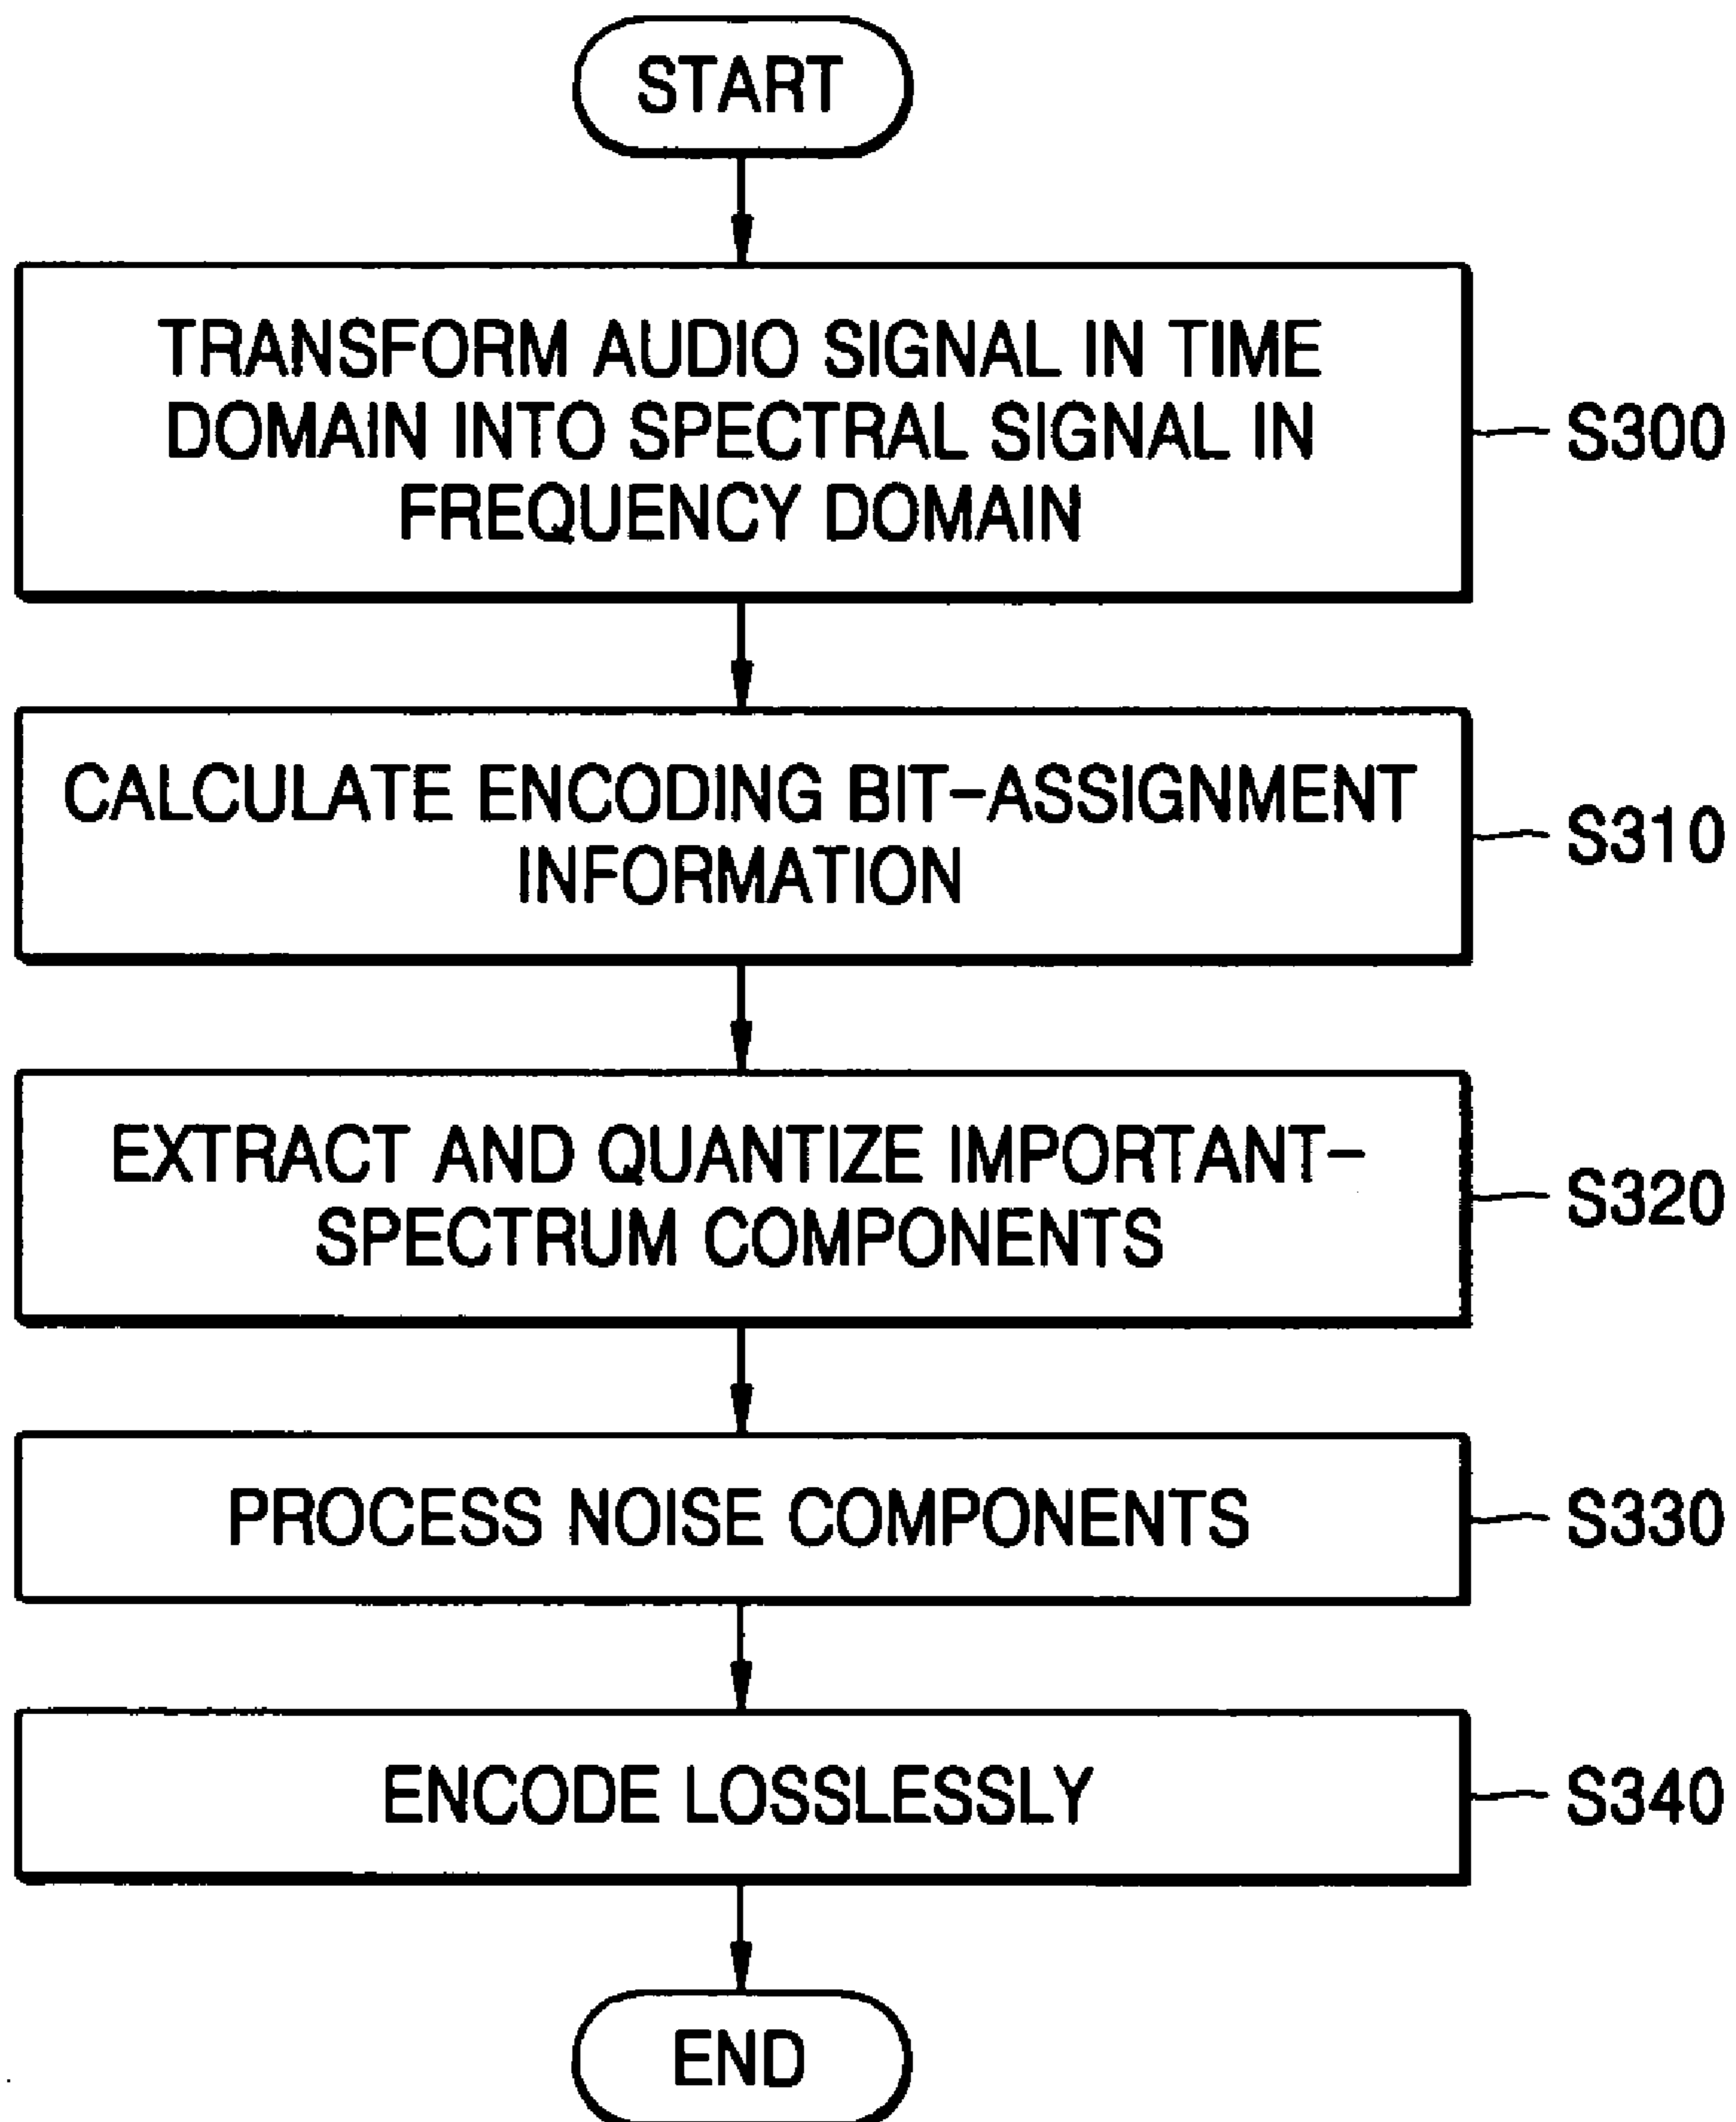 START
TRANSFORM AUDIO SIGNAL IN TIME
DOMAIN INTO SPECTRAL SIGNAL IN
FREQUENCY DOMAIN
S300
CALCULATE ENCODING BIT-ASSIGNMENT
INFORMATION
S310
EXTRACT AND QUANTIZE IMPORTANT-
SPECTRUM COMPONENTS
S320
PROCESS NOISE COMPONENTS
S330
ENCODE LOSSLESSLY
S340
END